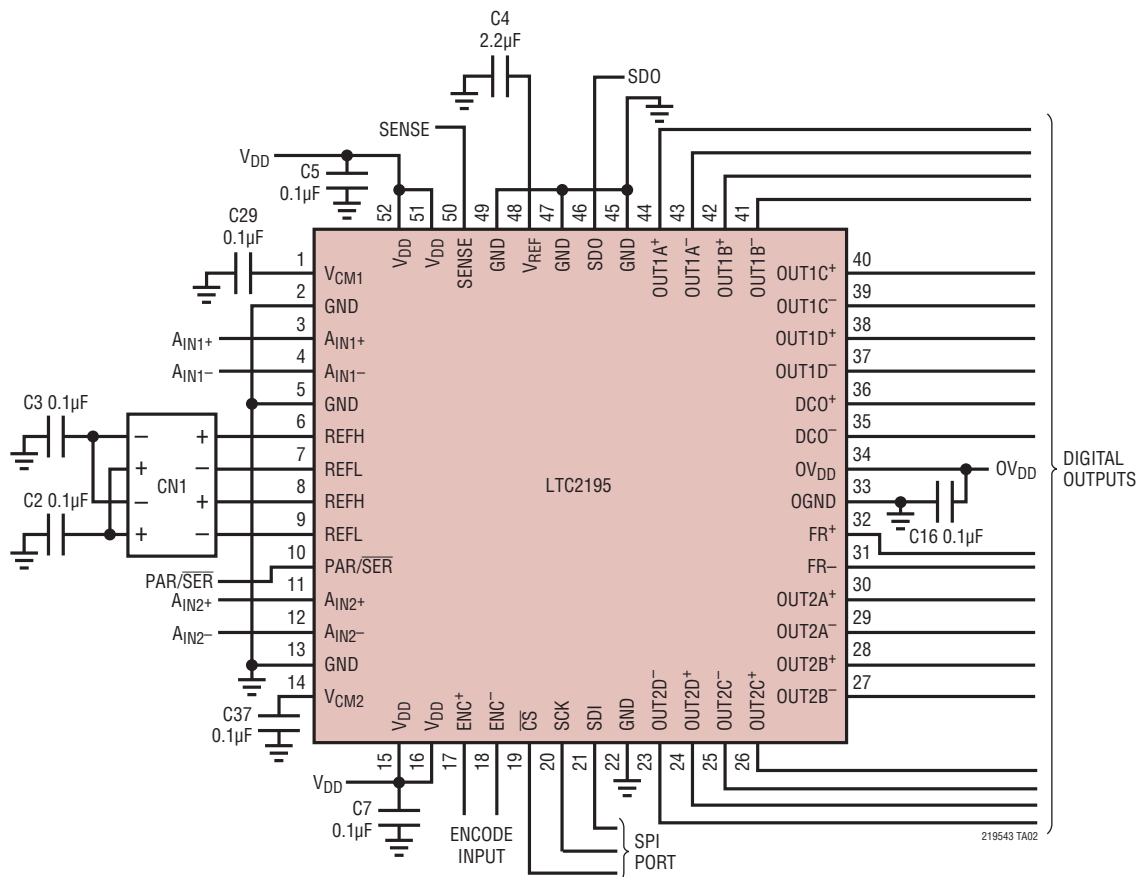 C4
2.2µF
SDO
SENSE
VDD
C5
0.1µF
52
51
50
49
48
47
46
45
44
43
42
41
VDD
VDD
SENSE
GND
VREF
GND
SDO
GND
OUT1A+
OUT1A−
OUT1B+
OUT1B−
C29
0.1µF
1
VCM1
2
GND
AIN1+
3
AIN1+
AIN1−
4
AIN1−
5
GND
C3 0.1µF
6
REFH
7
REFL
8
REFH
9
REFL
−
+
+
−
CN1
−
+
+
−
C2 0.1µF
10
PAR/SER
PAR/SER
11
AIN2+
AIN2+
12
AIN2−
AIN2−
13
GND
14
VCM2
C37
0.1µF
LTC2195
OUT1C+
40
OUT1C−
39
OUT1D+
38
OUT1D−
37
DCO+
36
DCO−
35
OVDD
34
OVDD
OGND
33
C16 0.1µF
FR+
32
FR−
31
OUT2A+
30
OUT2A−
29
OUT2B+
28
OUT2B−
27
DIGITAL
OUTPUTS
VDD
VDD
ENC+
ENC−
CS
SCK
SDI
GND
OUT2D−
OUT2D+
OUT2C−
OUT2C+
15
16
17
18
19
20
21
22
23
24
25
26
VDD
C7
0.1µF
ENCODE
INPUT
SPI
PORT
219543 TA02